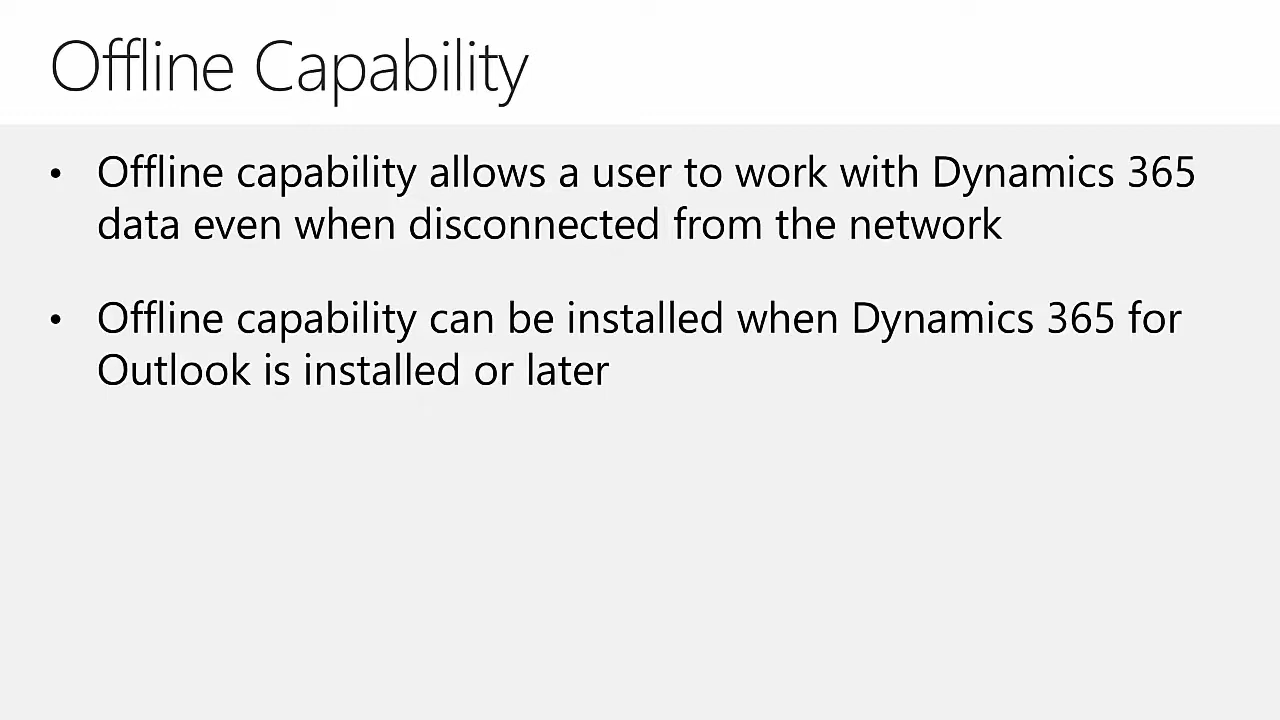 Offline Capability
• Offline capability allows a user to work with Dynamics 365
data even when disconnected from the network
• Offline capability can be installed when Dynamics 365 for
Outlook is installed or later